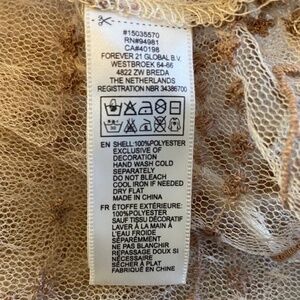 #15035570
RN#94981
CA#40198
FOREVER 21 GLOBAL B.V.
WESTBROEK 64-66
4822 ZW BREDA
THE NETHERLANDS
REGISTRATION NBR 34386700
EN SHELL:100%POLYESTER
EXCLUSIVE OF
DECORATION
HAND WASH COLD
SEPARATELY
DO NOT BLEACH
COOL IRON IF NEEDED
DRY FLAT
HAND IN CANADA
FR ÉTOFFE EXTÉRIEURE:
100%POLYESTER
SAUF TISSU DÉCORATIF
LAVER À LA MAIN À
L'EAU FROIDE
SÉPARÉMENT
NE PAS BLANCHIR
REPASSAGE DOUX SI
NÉCESSAIRE
SÉCHER À PLAT
FABRIQUÉ EN CHINE